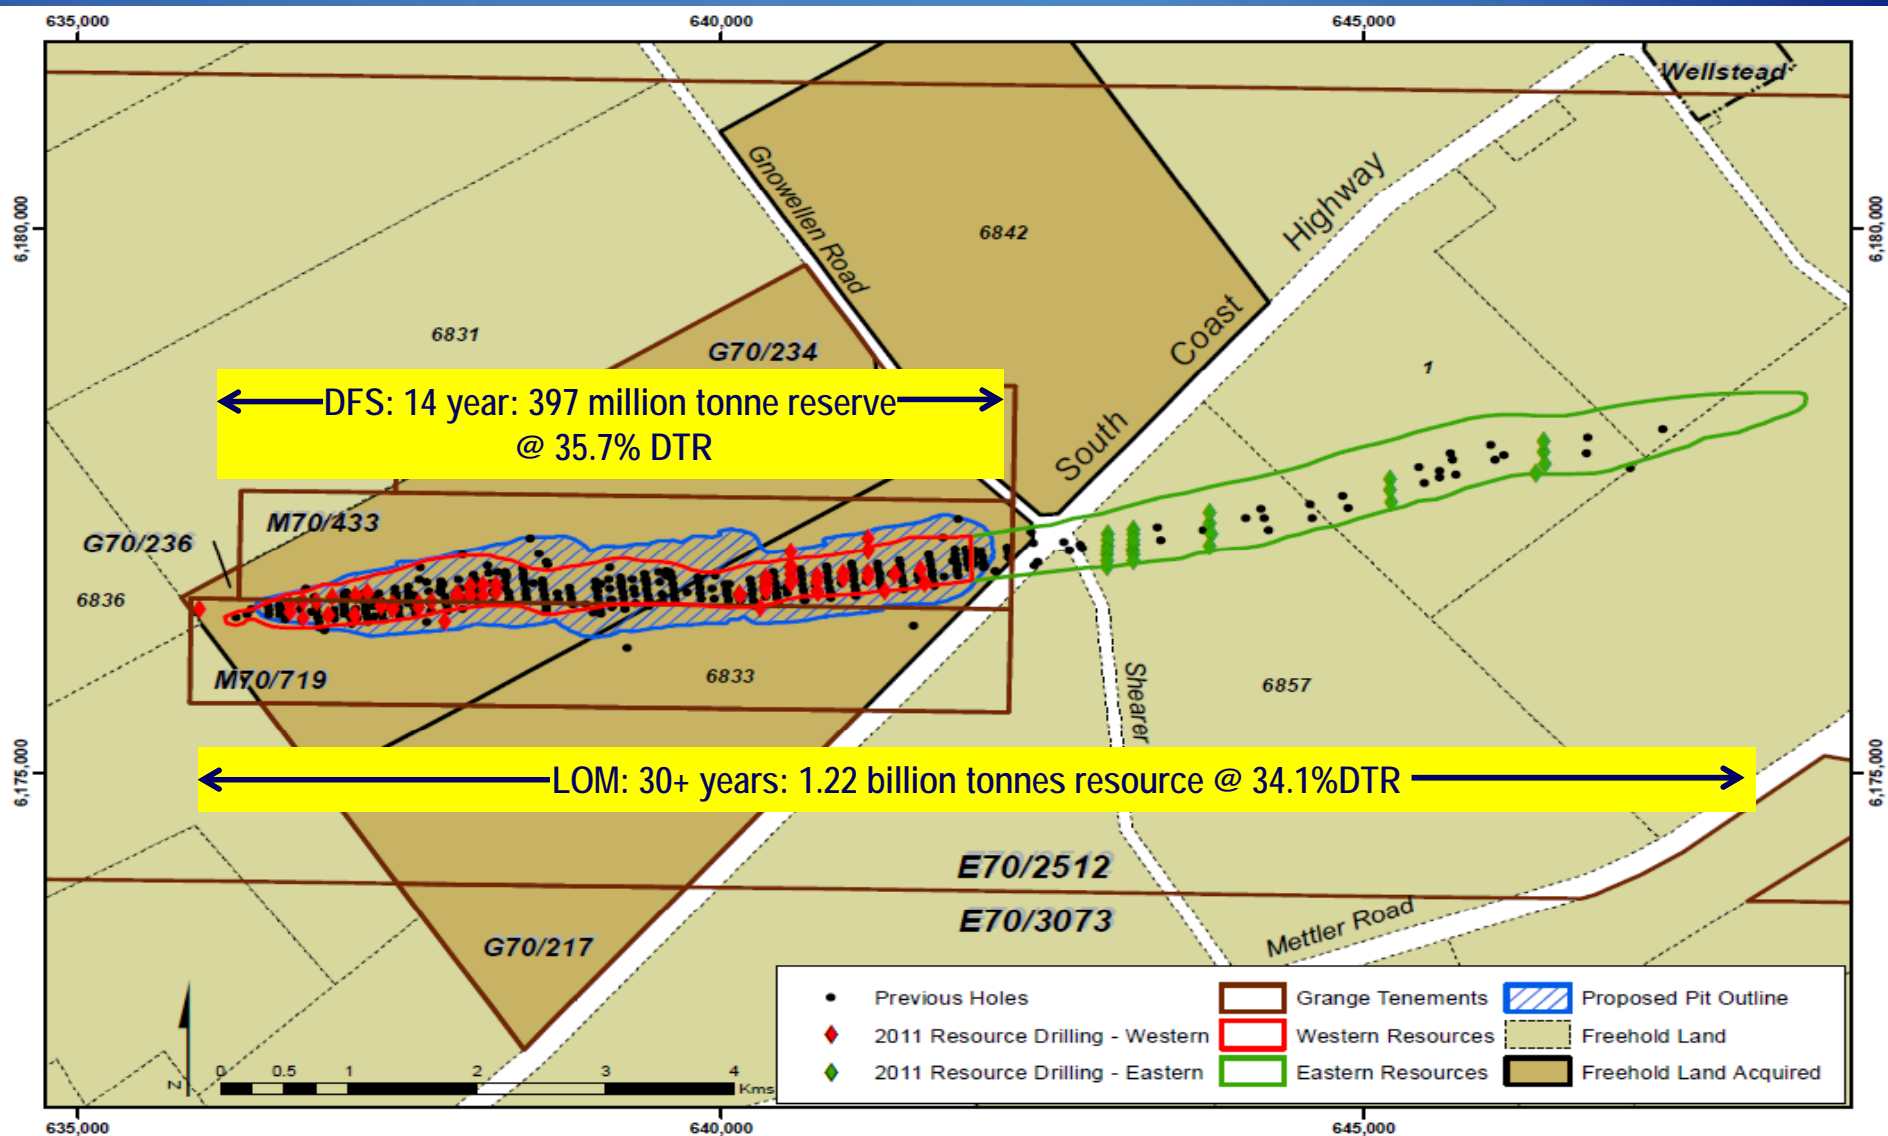 635,000
640,000
645,000
Wellstead
6,180,000
6,180,000
Gnowellen Road
6842
Highway
Coast
South
6831
G70/234
1
DFS: 14 year: 397 million tonne reserve
@ 35.7% DTR
M70/433
G70/236
6836
M70/719
6833
6857
Shearer
6,175,000
6,175,000
LOM: 30+ years: 1.22 billion tonnes resource @ 34.1%DTR
E70/2512
E70/3073
Mettler Road
G70/217
Z
0 0.5 1 2 3 4
Kms
Previous Holes
2011 Resource Drilling - Western
2011 Resource Drilling - Eastern
Grange Tenements
Western Resources
Eastern Resources
Proposed Pit Outline
Freehold Land
Freehold Land Acquired
635,000
640,000
645,000